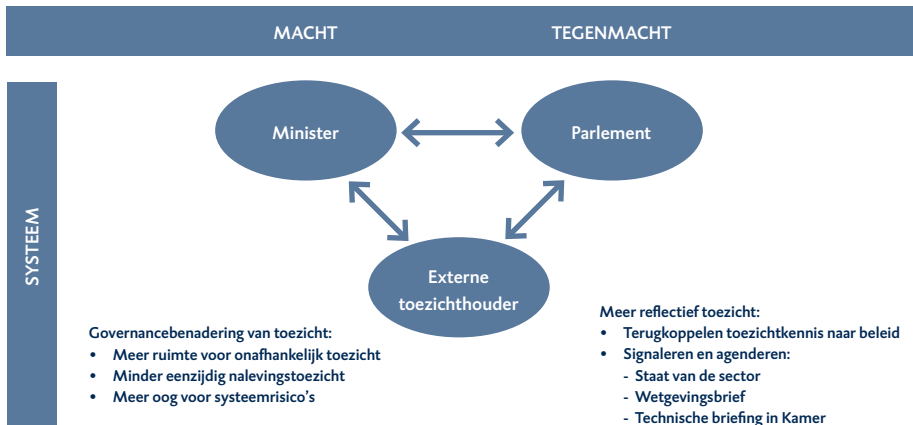 MACHT
TEGENMACHT
SYSTEEM
Minister
Parlement
Externe
toezichthouder
Governancebenadering van toezicht:
• Meer ruimte voor onafhankelijk toezicht
• Minder eenzijdig nalevingstoezicht
• Meer oog voor systeemrisico's
Meer reflectief toezicht:
• Terugkoppelen toezichtkennis naar beleid
• Signaleren en agenderen:
- Staat van de sector
- Wetgevingsbrief
- Technische briefing in Kamer